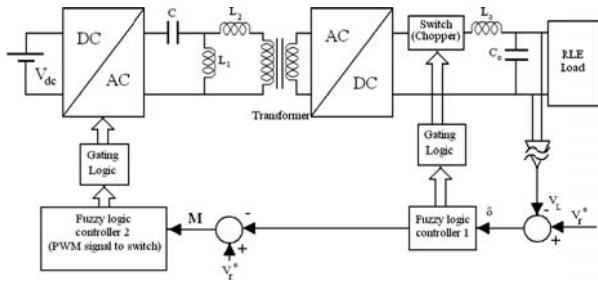 DC
AC
V dc
C
L2
L1
Transformer
AC
DC
Switch
(Chopper)
Lo
Co
RLE
Load
Gating
Logic
Gating
Logic
Fuzzy logic
controller 2
(PWM signal to switch)
M
-
+
Vr*
Fuzzy logic
controller 1
δ
VL
-
+
Vr*